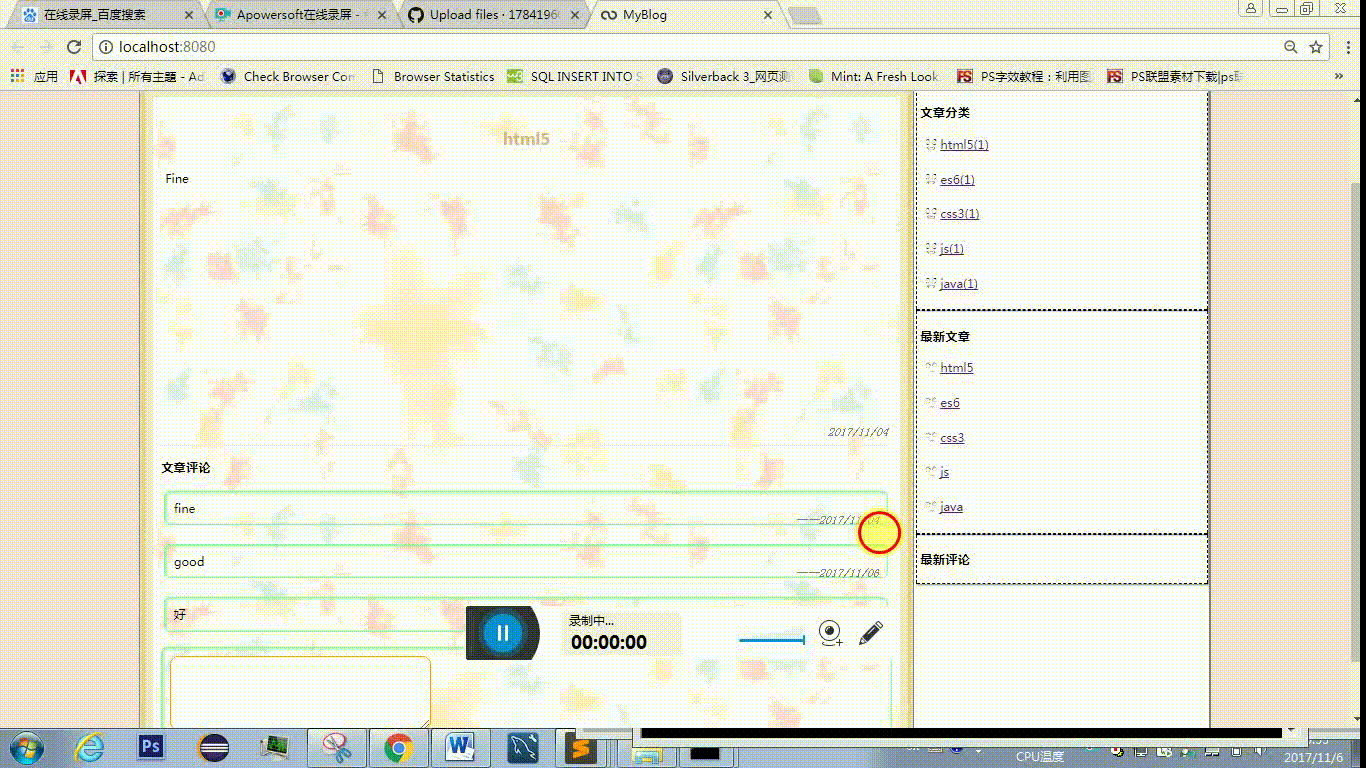 在线录屏_百度搜索
Apowersoft在线录屏 -
Upload files · 1784196
MyBlog
localhost:8080
应用
探索 | 所有主题 - Ad
Check Browser Con
Browser Statistics
SQL INSERT INTO S
Silverback 3_网页测
Mint: A Fresh Look
PS字效教程：利用图
PS联盟素材下载|ps联
html5
Fine
2017/11/04
文章评论
fine
——2017/11/04
good
——2017/11/06
好
录制中...
00:00:00
文章分类
html5(1)
es6(1)
css3(1)
js(1)
java(1)
最新文章
html5
es6
css3
js
java
最新评论
Ps
CPU温度
2017/11/6